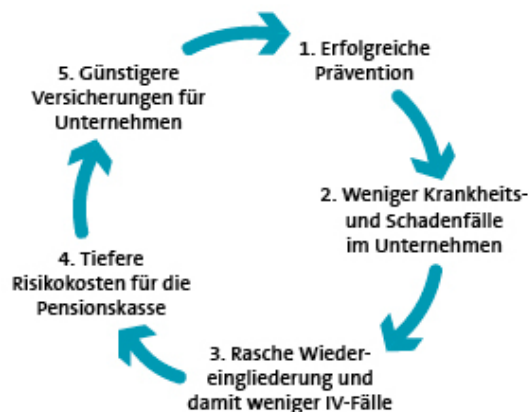 1. Erfolgreiche
Prävention
2. Weniger Krankheits-
und Schadenfälle
im Unternehmen
3. Rasche Wieder-
eingliederung und
damit weniger IV-Fälle
4. Tiefere
Risikokosten für die
Pensionskasse
5. Günstigere
Versicherungen für
Unternehmen